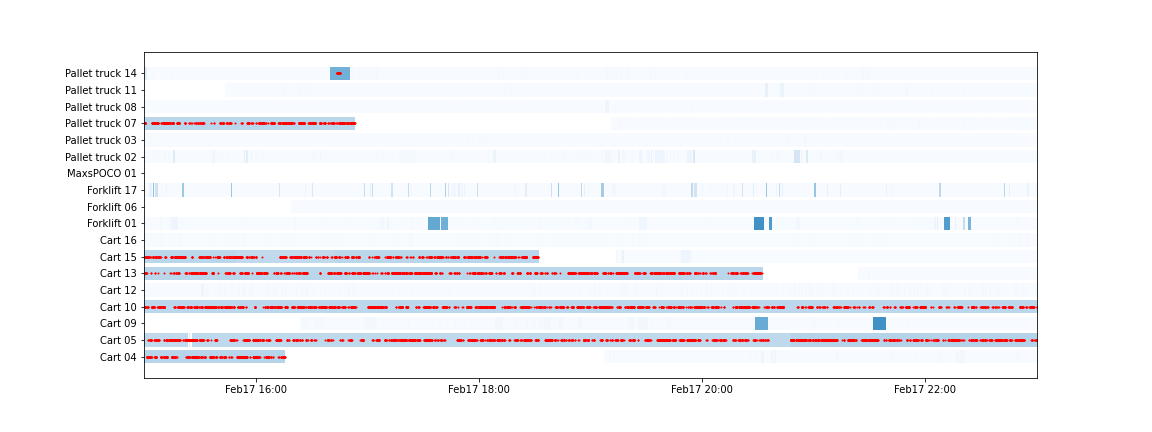 Pallet truck 14
Pallet truck 11
Pallet truck 08
Pallet truck 07
Pallet truck 03
Pallet truck 02
MaxsPOCO 01
Forklift 17
Forklift 06
Forklift 01
Cart 16
Cart 15
Cart 13
Cart 12
Cart 10
Cart 09
Cart 05
Cart 04
Feb17 16:00 Feb17 18:00 Feb17 20:00 Feb17 22:00